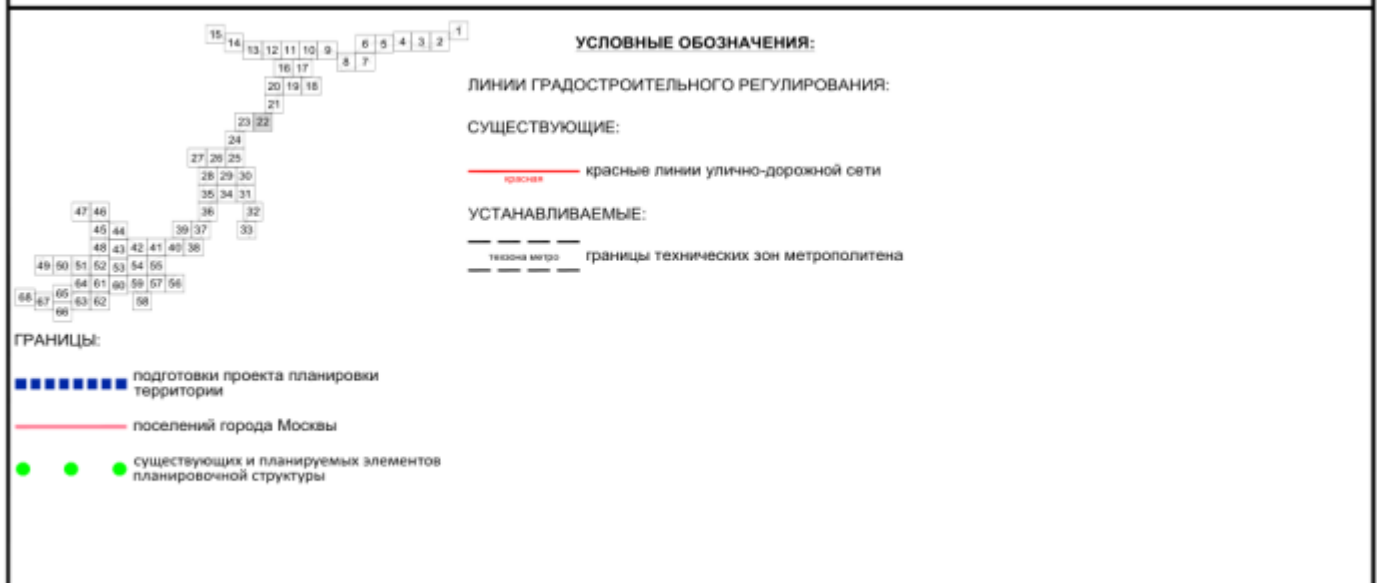 1
15 14 13 12 11 10 9 6 5 4 3 2
16 17 8 7
20 19 18
21
23 22
24
27 26 25
28 29 30
35 34 31
47 46 36 32
45 44 39 37 33
48 43 42 41 40 38
49 50 51 52 53 54 55
64 61 60 59 57 56
68 67 65 63 62 58
66
УСЛОВНЫЕ ОБОЗНАЧЕНИЯ:
ЛИНИИ ГРАДОСТРОИТЕЛЬНОГО РЕГУЛИРОВАНИЯ:
СУЩЕСТВУЮЩИЕ:
красная
красные линии улично-дорожной сети
УСТАНАВЛИВАЕМЫЕ:
техзона метро
границы технических зон метрополитена
ГРАНИЦЫ:
подготовки проекта планировки
территории
поселений города Москвы
существующих и планируемых элементов
планировочной структуры